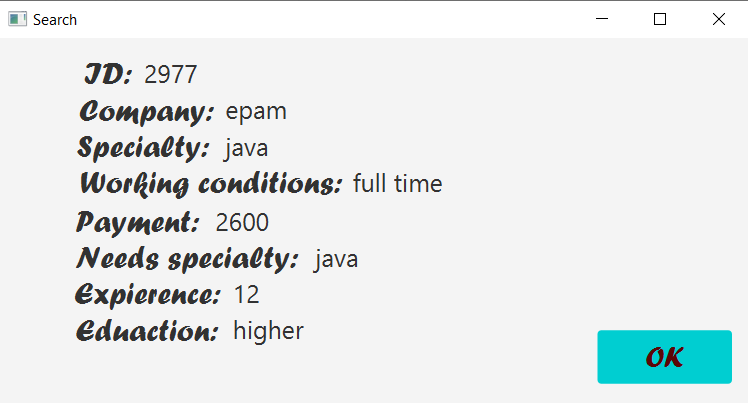 Search
ID: 2977
Company: epam
Specialty: java
Working conditions: full time
Payment: 2600
Needs specialty: java
Expierence: 12
Eduaction: higher
OK